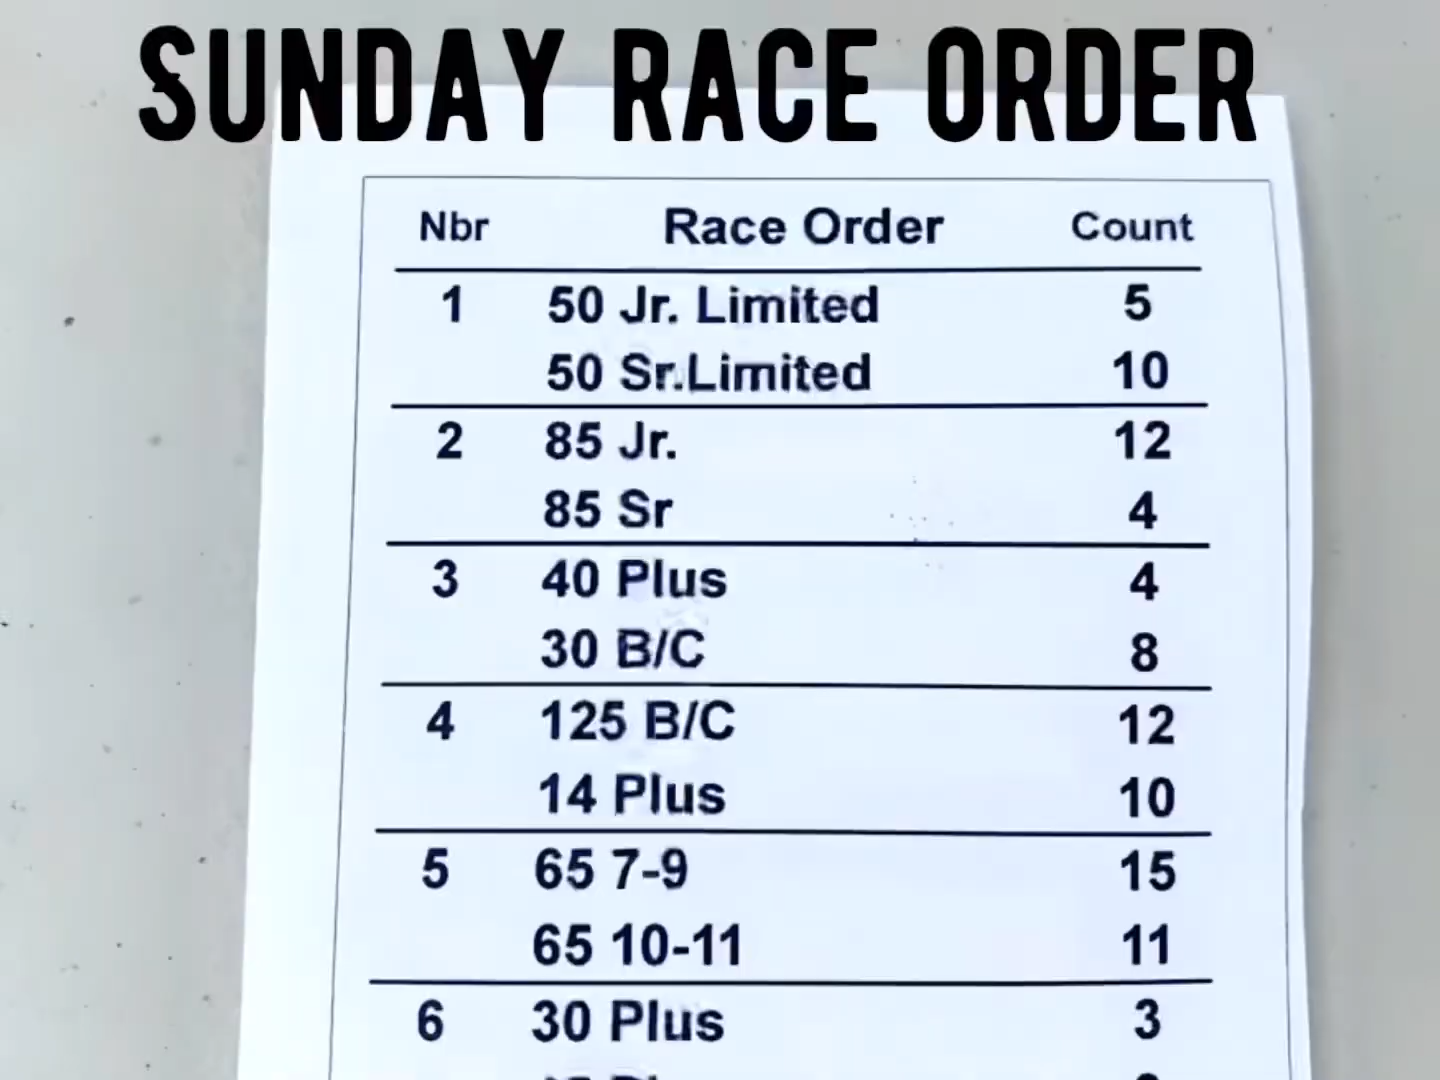 SUNDAY RACE ORDER
Nbr Race Order Count
1 50 Jr. Limited 5
50 Sr.Limited 10
2 85 Jr. 12
85 Sr 4
3 40 Plus 4
30 B/C 8
4 125 B/C 12
14 Plus 10
5 65 7-9 15
65 10-11 11
6 30 Plus 3